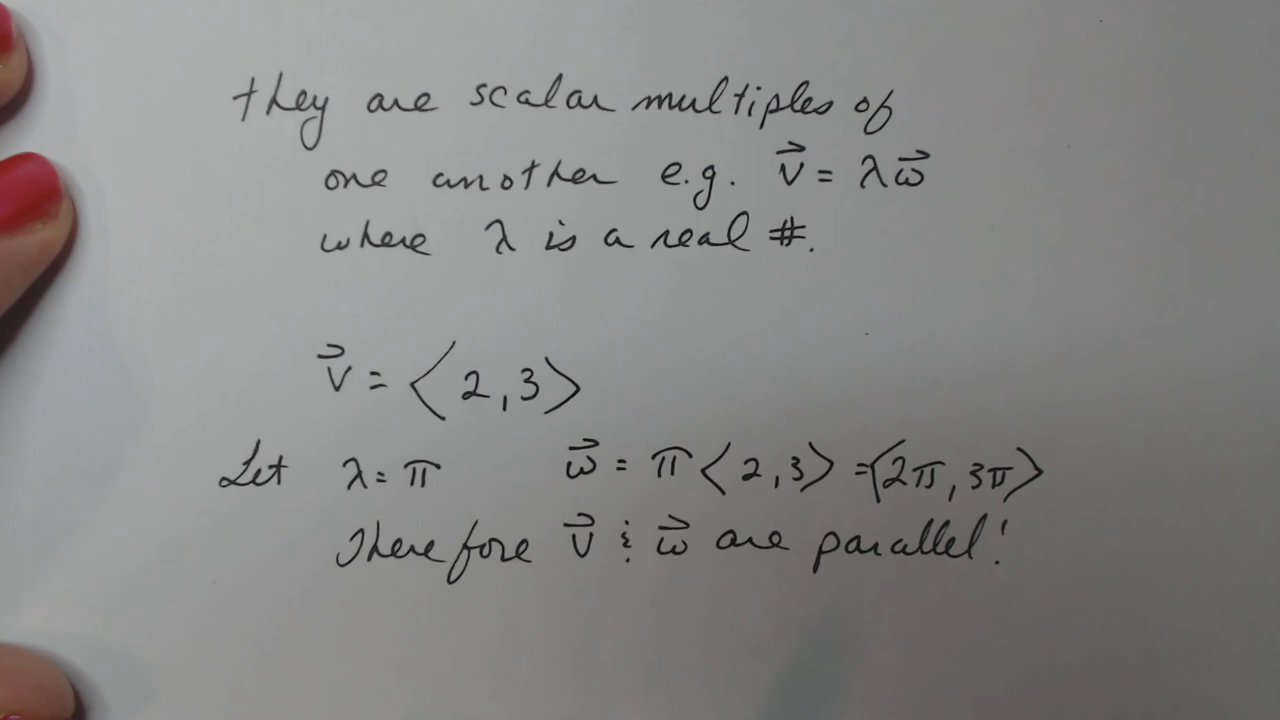 they are scalar multiples of
one another e.g. v⃗ = λw⃗
where λ is a real #.
v⃗ = ⟨2,3⟩
Let λ = π w⃗ = π⟨2,3⟩ = ⟨2π, 3π⟩
Therefore v⃗ & w⃗ are parallel!